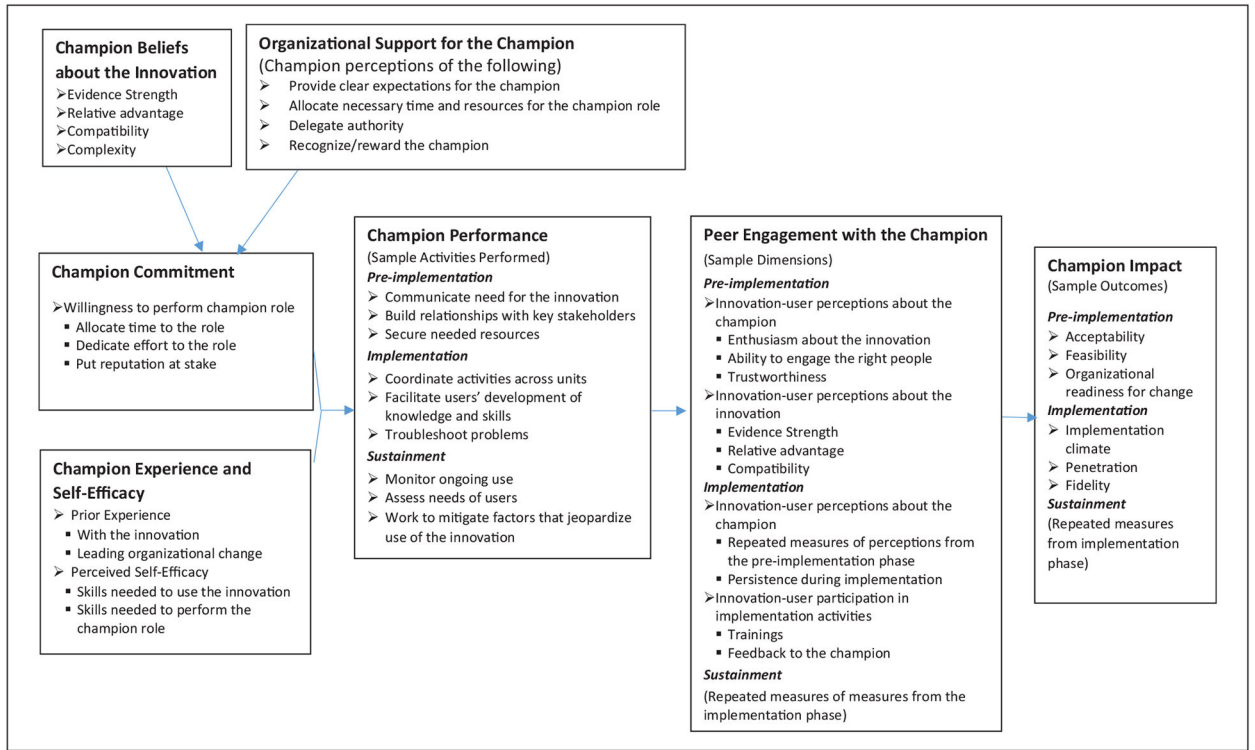 Champion Beliefs
about the Innovation
➢Evidence Strength
➢Relative advantage
➢Compatibility
➢Complexity
Organizational Support for the Champion
(Champion perceptions of the following)
➢ Provide clear expectations for the champion
➢ Allocate necessary time and resources for the champion role
➢ Delegate authority
➢ Recognize/reward the champion
Champion Commitment
➢Willingness to perform champion role
▪ Allocate time to the role
▪ Dedicate effort to the role
▪ Put reputation at stake
Champion Experience and
Self-Efficacy
➢ Prior Experience
▪ With the innovation
▪ Leading organizational change
➢ Perceived Self-Efficacy
▪ Skills needed to use the innovation
▪ Skills needed to perform the
champion role
Champion Performance
(Sample Activities Performed)
Pre-implementation
➢ Communicate need for the innovation
➢ Build relationships with key stakeholders
➢ Secure needed resources
Implementation
➢ Coordinate activities across units
➢ Facilitate users’ development of
knowledge and skills
➢ Troubleshoot problems
Sustainment
➢ Monitor ongoing use
➢ Assess needs of users
➢ Work to mitigate factors that jeopardize
use of the innovation
Peer Engagement with the Champion
(Sample Dimensions)
Pre-implementation
➢Innovation-user perceptions about the
champion
▪ Enthusiasm about the innovation
▪ Ability to engage the right people
▪ Trustworthiness
➢Innovation-user perceptions about the
innovation
▪ Evidence Strength
▪ Relative advantage
▪ Compatibility
Implementation
➢Innovation-user perceptions about the
champion
▪ Repeated measures of perceptions from
the pre-implementation phase
▪ Persistence during implementation
➢Innovation-user participation in
implementation activities
▪ Trainings
▪ Feedback to the champion
Sustainment
(Repeated measures of measures from the
implementation phase)
Champion Impact
(Sample Outcomes)
Pre-implementation
➢ Acceptability
➢ Feasibility
➢ Organizational
readiness for change
Implementation
➢ Implementation
climate
➢ Penetration
➢ Fidelity
Sustainment
(Repeated measures
from implementation
phase)